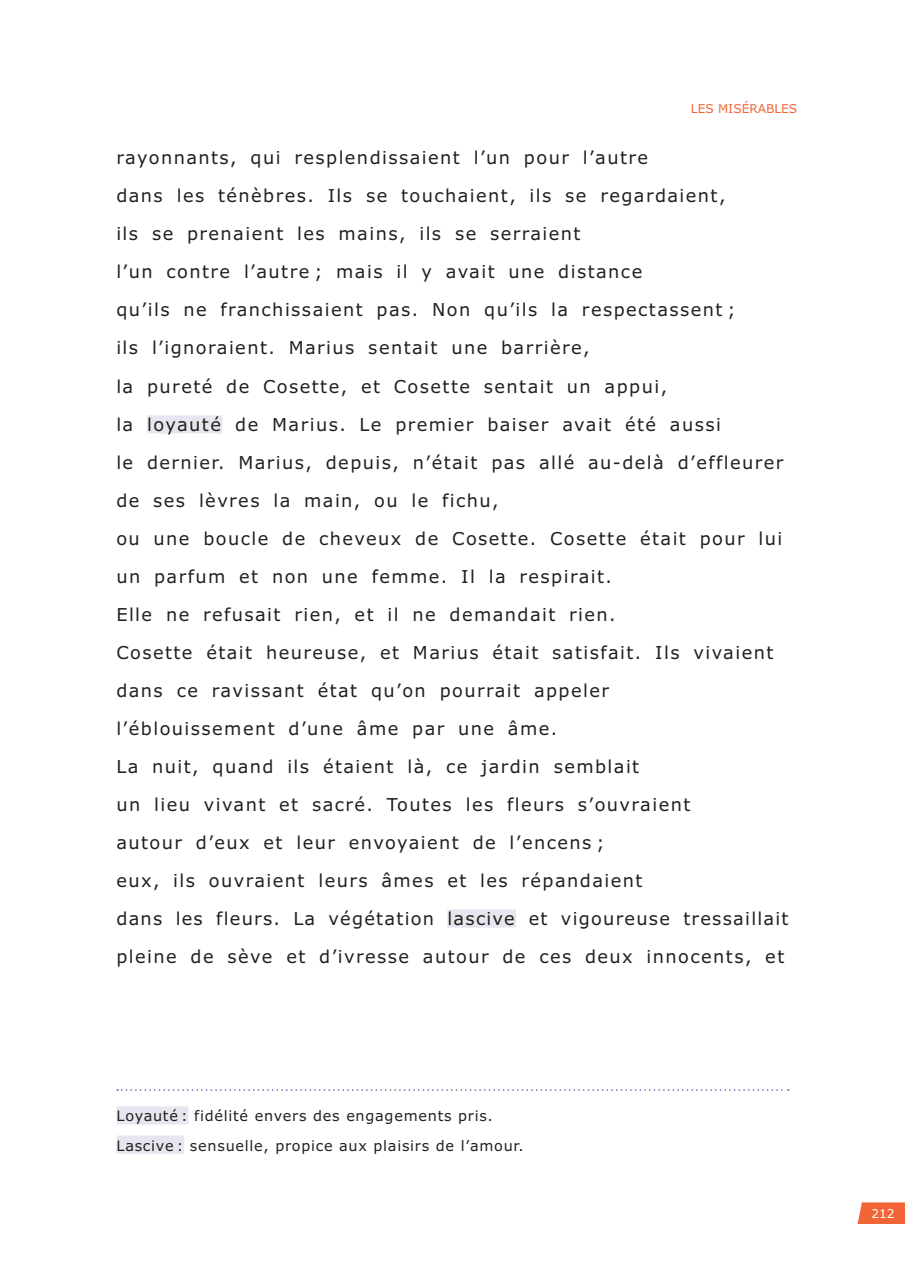 LES MISÉRABLES
rayonnants, qui resplendissaient l’un pour l’autre
dans les ténèbres. Ils se touchaient, ils se regardaient,
ils se prenaient les mains, ils se serraient
l’un contre l’autre ; mais il y avait une distance
qu’ils ne franchissaient pas. Non qu’ils la respectassent ;
ils l’ignoraient. Marius sentait une barrière,
la pureté de Cosette, et Cosette sentait un appui,
la loyauté de Marius. Le premier baiser avait été aussi
le dernier. Marius, depuis, n’était pas allé au-delà d’effleurer
de ses lèvres la main, ou le fichu,
ou une boucle de cheveux de Cosette. Cosette était pour lui
un parfum et non une femme. Il la respirait.
Elle ne refusait rien, et il ne demandait rien.
Cosette était heureuse, et Marius était satisfait. Ils vivaient
dans ce ravissant état qu’on pourrait appeler
l’éblouissement d’une âme par une âme.
La nuit, quand ils étaient là, ce jardin semblait
un lieu vivant et sacré. Toutes les fleurs s’ouvraient
autour d’eux et leur envoyaient de l’encens ;
eux, ils ouvraient leurs âmes et les répandaient
dans les fleurs. La végétation lascive et vigoureuse tressaillait
pleine de sève et d’ivresse autour de ces deux innocents, et
Loyauté : fidélité envers des engagements pris.
Lascive : sensuelle, propice aux plaisirs de l’amour.
212